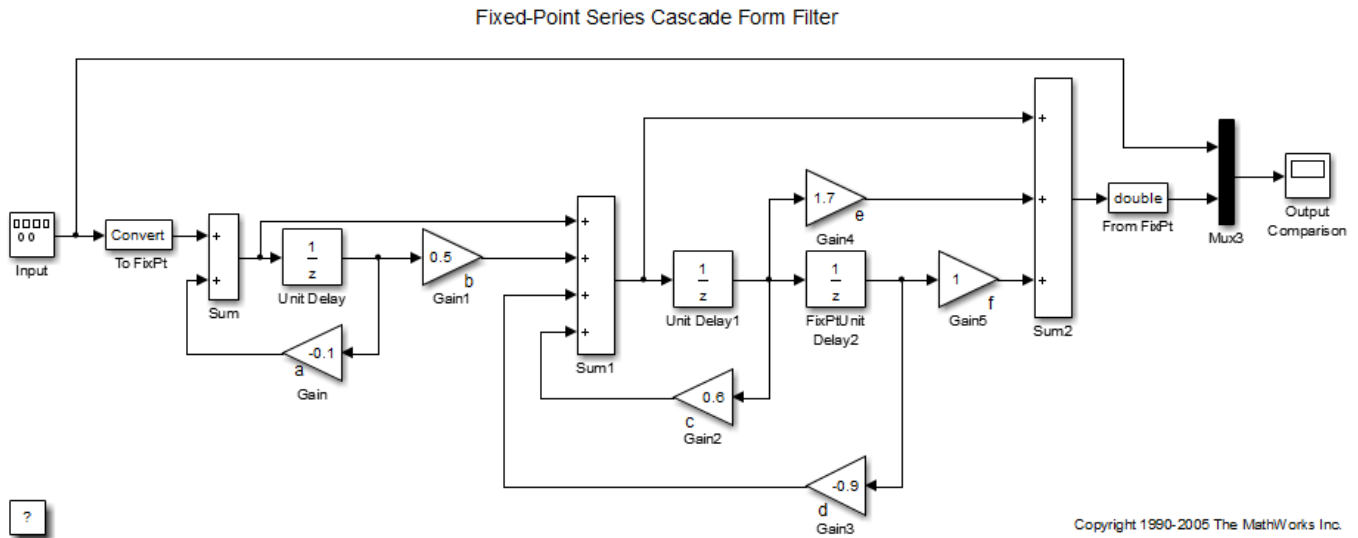 Fixed-Point Series Cascade Form Filter
Input
Convert
To FixPt
+
+
Sum
1
z
Unit Delay
0.5
b
Gain1
-0.1
a
Gain
+
+
+
+
Sum1
1
z
Unit Delay1
1
z
FixPtUnit
Delay2
1.7
e
Gain4
1
f
Gain5
0.6
c
Gain2
-0.9
d
Gain3
+
+
+
Sum2
double
From FixPt
Mux3
Output
Comparison
?
Copyright 1990-2005 The MathWorks Inc.